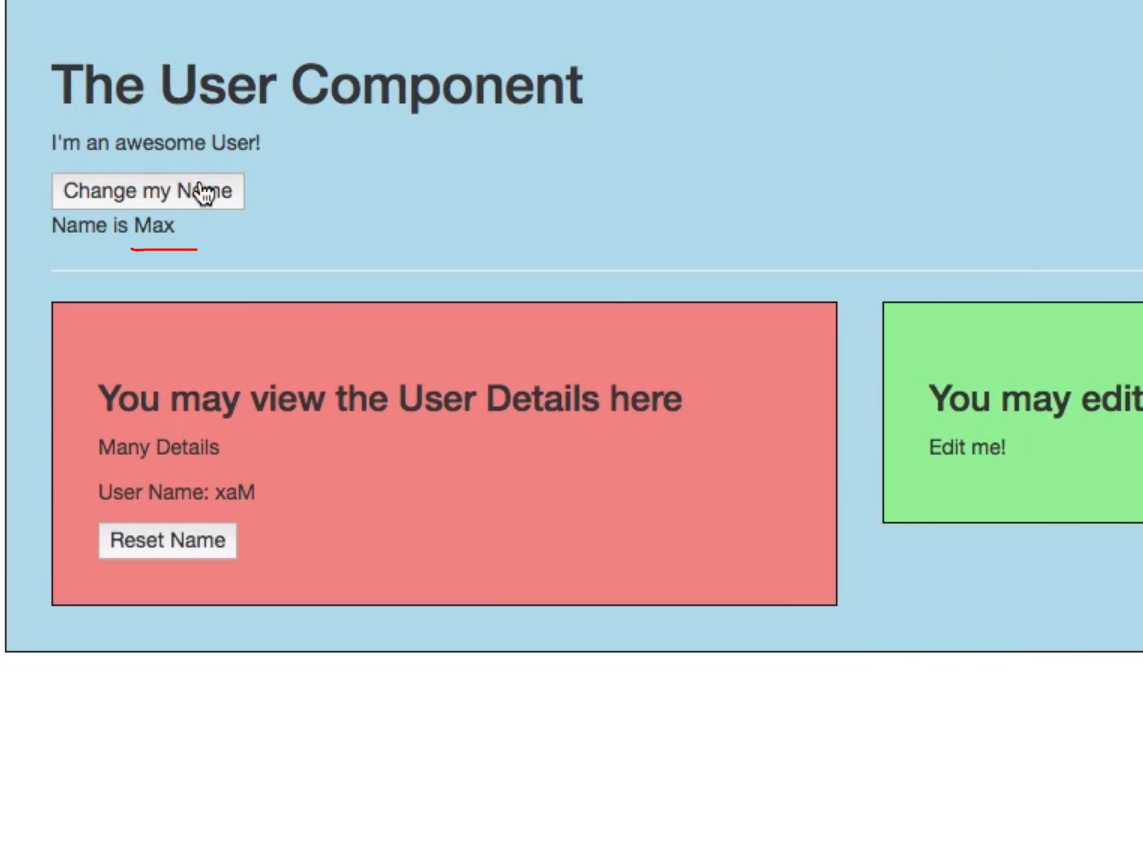 The User Component
I'm an awesome User!
Change my Name
Name is Max
You may view the User Details here
Many Details
User Name: xaM
Reset Name
You may edit
Edit me!